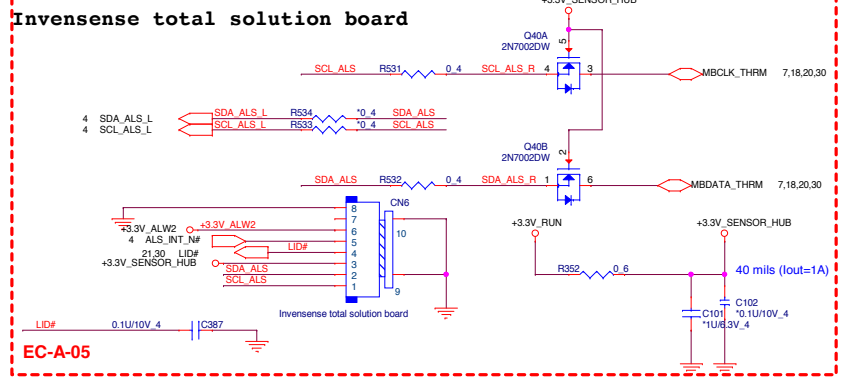 +3.3V_SENSOR_HUB
Invensense total solution board
Q40A
2N7002DW
5
SCL_ALS R531 0_4 SCL_ALS_R 4 3 MBCLK_THRM 7,18,20,30
4 SDA_ALS_L SDA_ALS_L R534 *0_4 SDA_ALS
4 SCL_ALS_L SCL_ALS_L R533 *0_4 SCL_ALS
Q40B
2N7002DW
2
SDA_ALS R532 0_4 SDA_ALS_R 1 6 MBDATA_THRM 7,18,20,30
CN6
8
7
+3.3V_ALW2 +3.3V_ALW2 6
4 ALS_INT_N# 5 10
21,30 LID# LID# 4
+3.3V_SENSOR_HUB 3
SDA_ALS 2
SCL_ALS 1 9
Invensense total solution board
+3.3V_RUN +3.3V_SENSOR_HUB
R352 0_6 40 mils (Iout=1A)
C102
*0.1U/10V_4
C101
*1U/6.3V_4
LID# 0.1U/10V_4 C387
EC-A-05